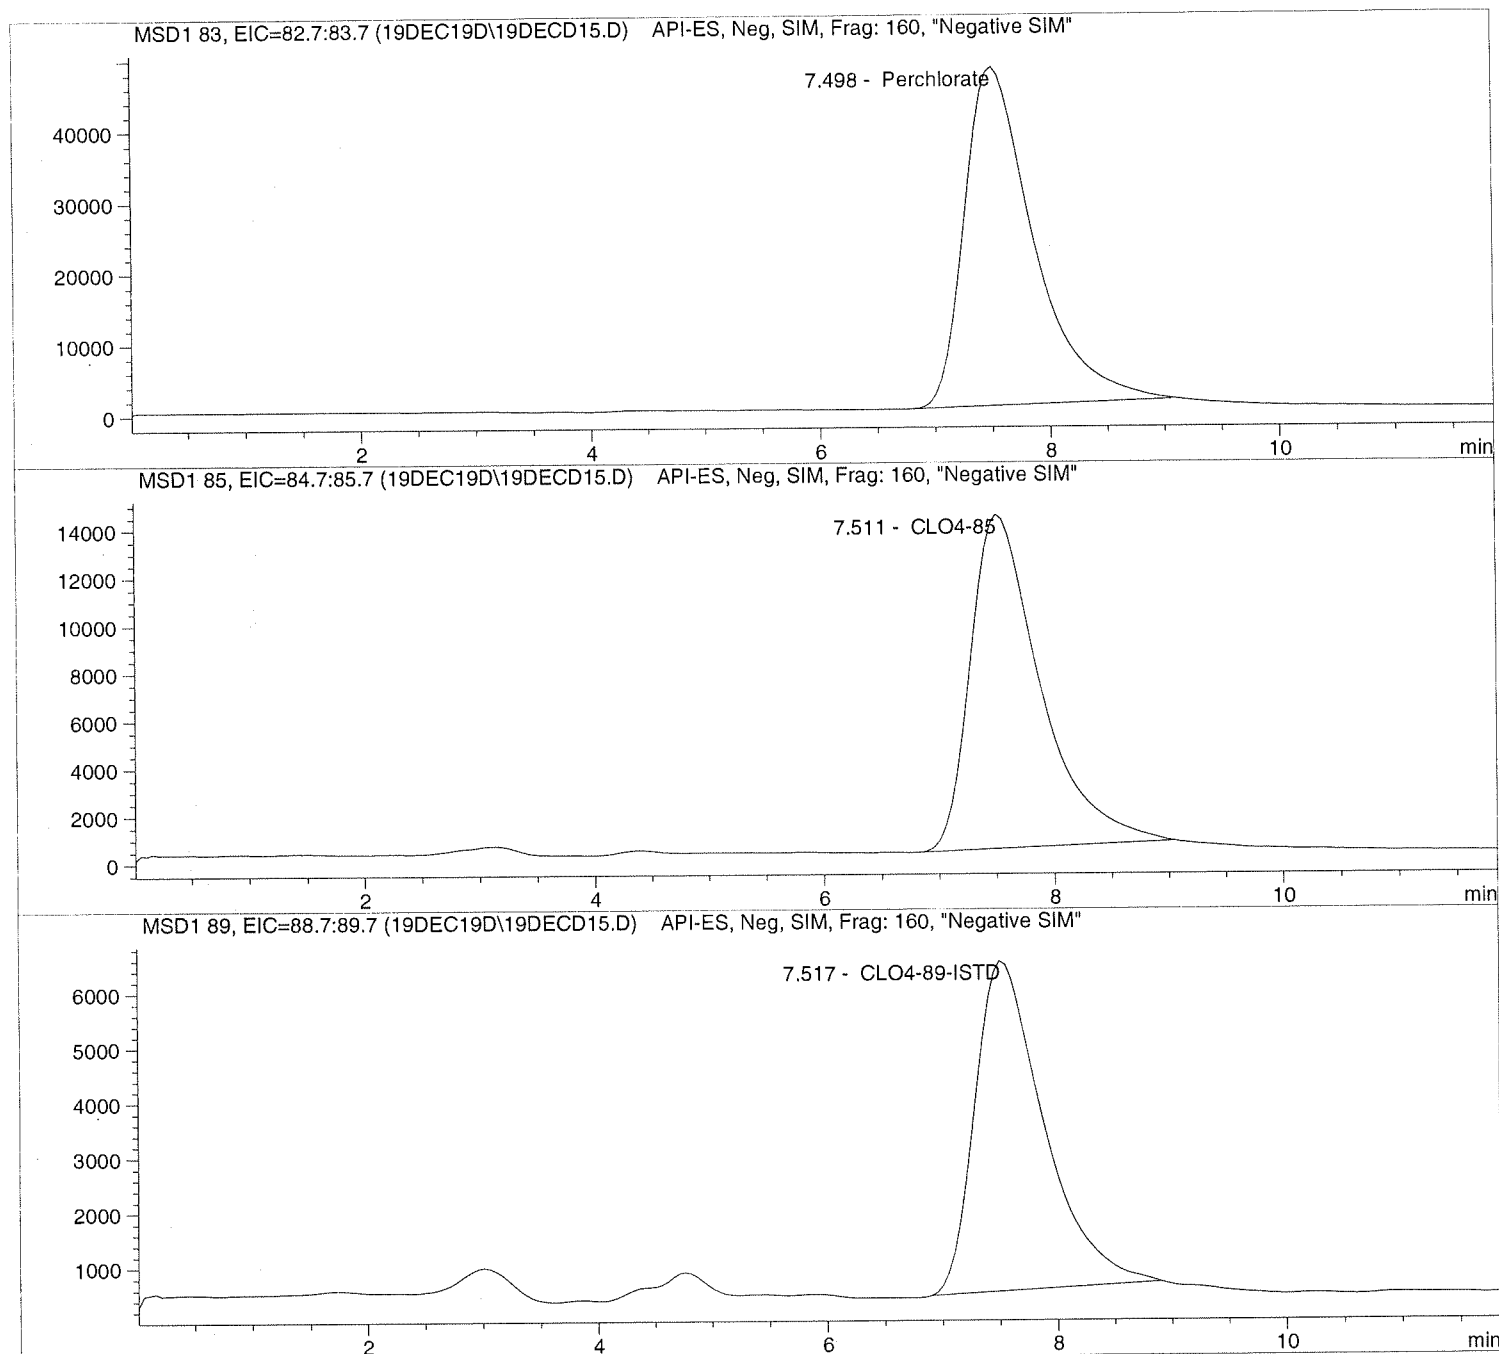 MSD1 83, EIC=82.7:83.7 (19DEC19D\19DECD15.D) API-ES, Neg, SIM, Frag: 160, "Negative SIM"
7.498 - Perchlorate
40000
30000
20000
10000
0
2 4 6 8 10 min
MSD1 85, EIC=84.7:85.7 (19DEC19D\19DECD15.D) API-ES, Neg, SIM, Frag: 160, "Negative SIM"
7.511 - CLO4-85
14000
12000
10000
8000
6000
4000
2000
0
2 4 6 8 10 min
MSD1 89, EIC=88.7:89.7 (19DEC19D\19DECD15.D) API-ES, Neg, SIM, Frag: 160, "Negative SIM"
7.517 - CLO4-89-ISTD
6000
5000
4000
3000
2000
1000
2 4 6 8 10 min